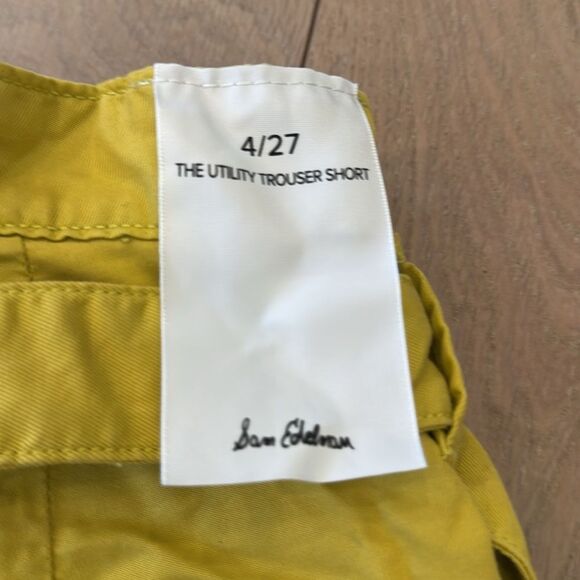 4/27
THE UTILITY TROUSER SHORT
Sam Edelman